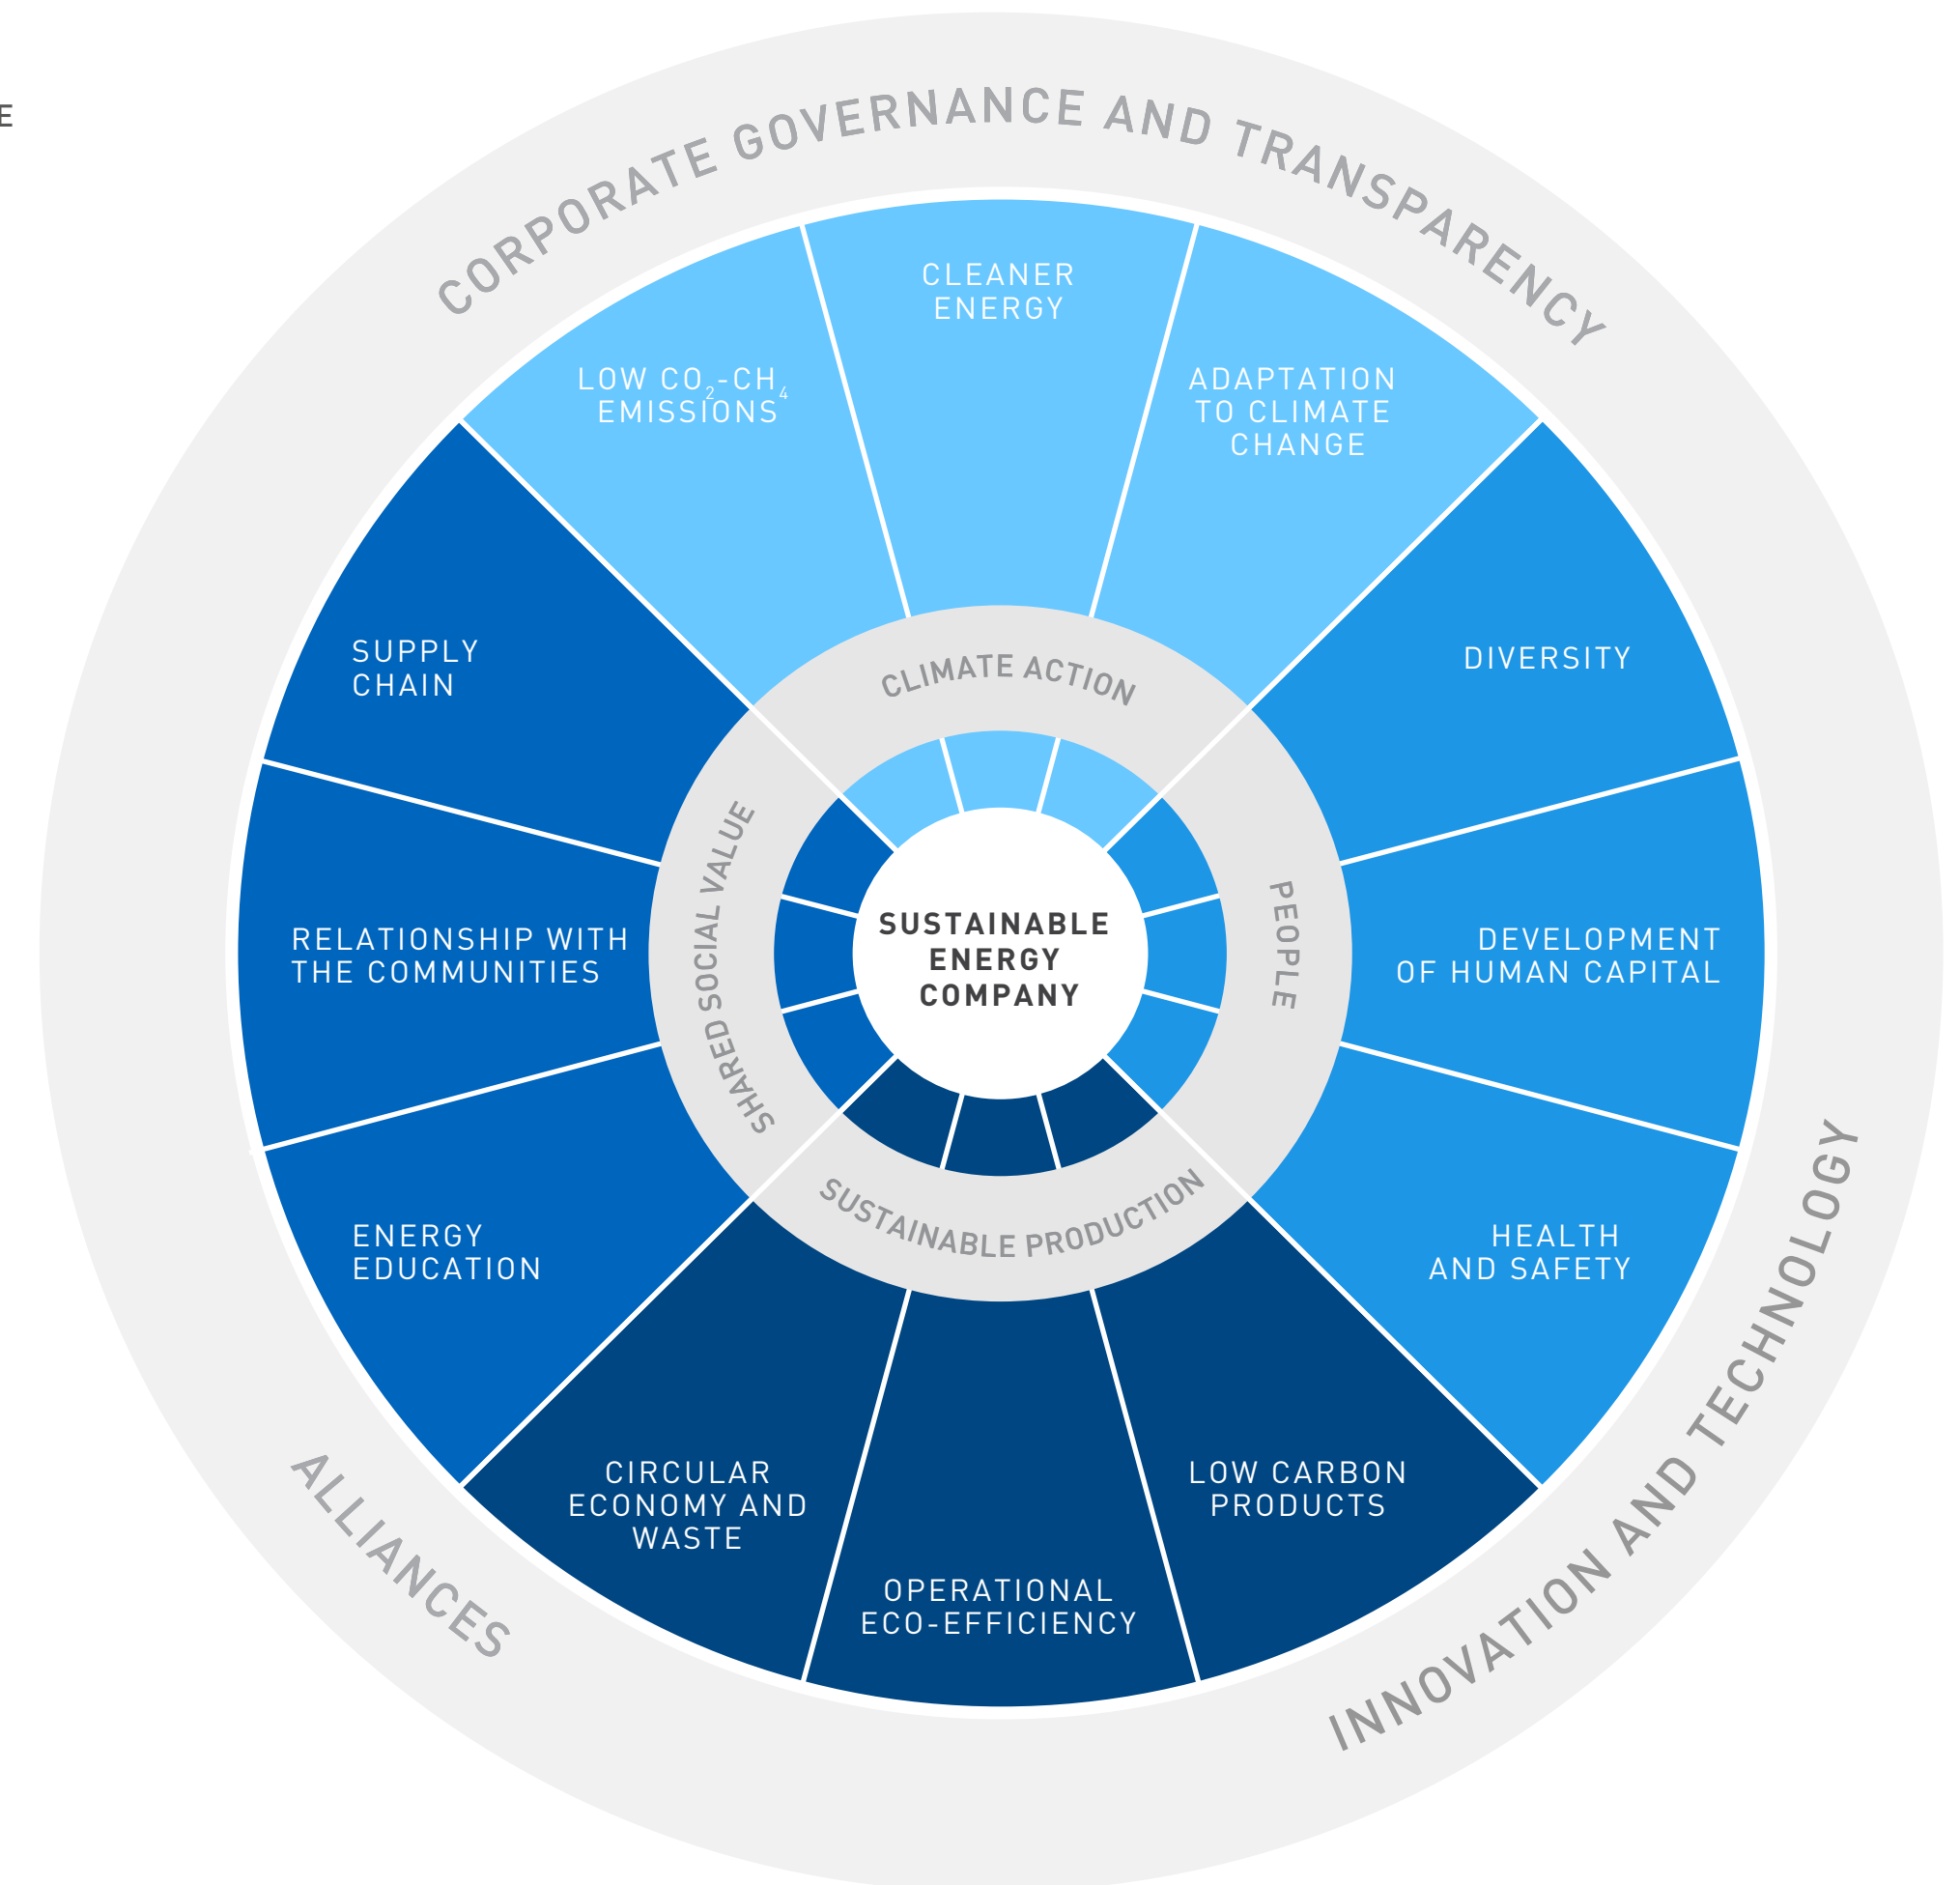 E
CORPORATE GOVERNANCE AND TRANSPARENCY
CLEANER
ENERGY
LOW CO₂-CH₄
EMISSIONS
ADAPTATION
TO CLIMATE
CHANGE
SUPPLY
CHAIN
DIVERSITY
CLIMATE ACTION
RELATIONSHIP WITH
THE COMMUNITIES
SHARED SOCIAL VALUE
SUSTAINABLE
ENERGY
COMPANY
PEOPLE
DEVELOPMENT
OF HUMAN CAPITAL
SUSTAINABLE PRODUCTION
ENERGY
EDUCATION
HEALTH
AND SAFETY
CIRCULAR
ECONOMY AND
WASTE
OPERATIONAL
ECO-EFFICIENCY
LOW CARBON
PRODUCTS
ALLIANCES
INNOVATION AND TECHNOLOGY